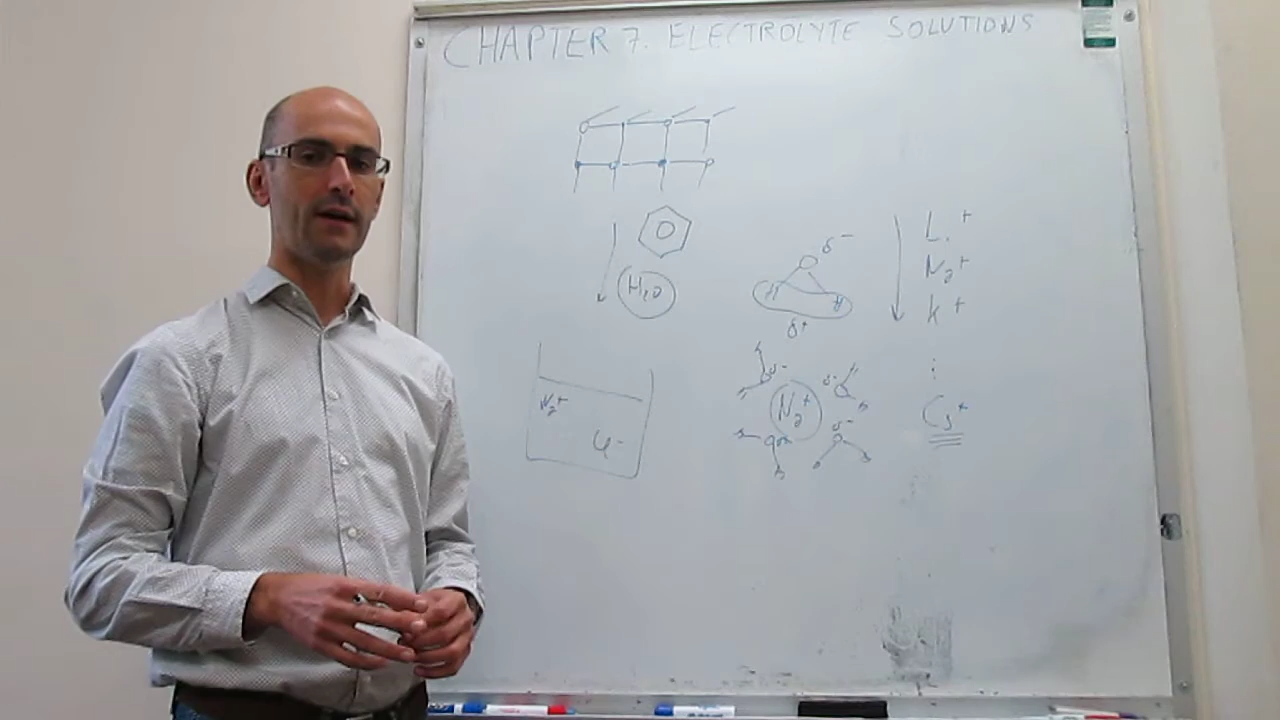 CHAPTER 7. ELECTROLYTE SOLUTIONS
H2O
δ-
H H
δ+
Li+
Na+
K+
⋮
Cs+
Na+
Cl-
Na+
δ-
δ-
δ-